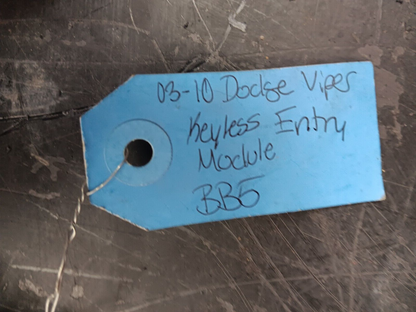 03-10 Dodge Viper
Keyless Entry
Module
BB5